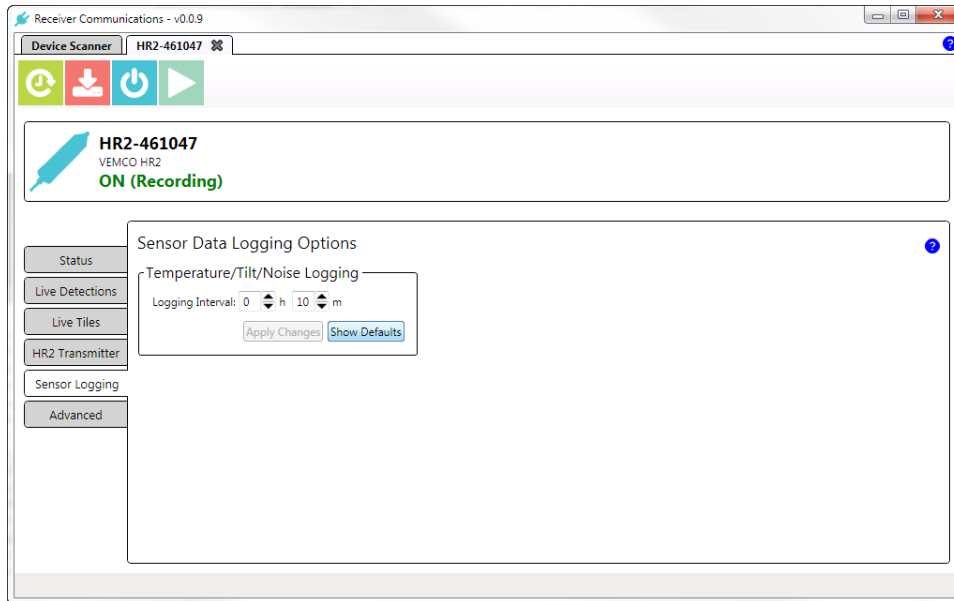 Receiver Communications - v0.0.9
Device Scanner HR2-461047
?
HR2-461047
VEMCO HR2
ON (Recording)
Sensor Data Logging Options
?
Temperature/Tilt/Noise Logging
Logging Interval: 0 h 10 m
Apply Changes Show Defaults
Status
Live Detections
Live Tiles
HR2 Transmitter
Sensor Logging
Advanced